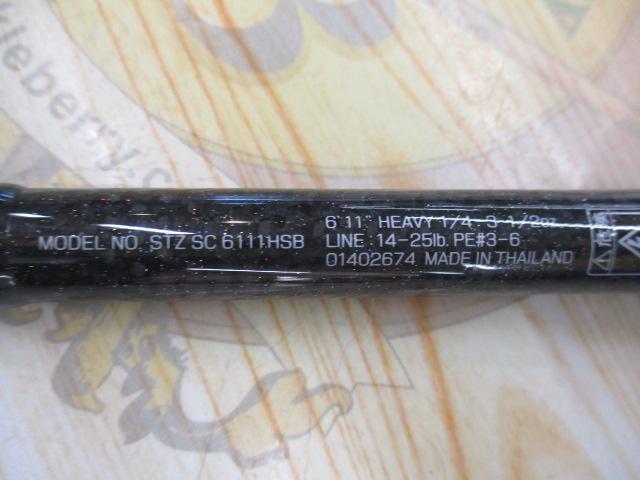 ckleberry.c
MODEL NO. STZ SC 6111HSB
6' 11" HEAVY 1/4 - 3-1/2oz.
LINE : 14-25lb. PE#3-6
01402674 MADE IN THAILAND